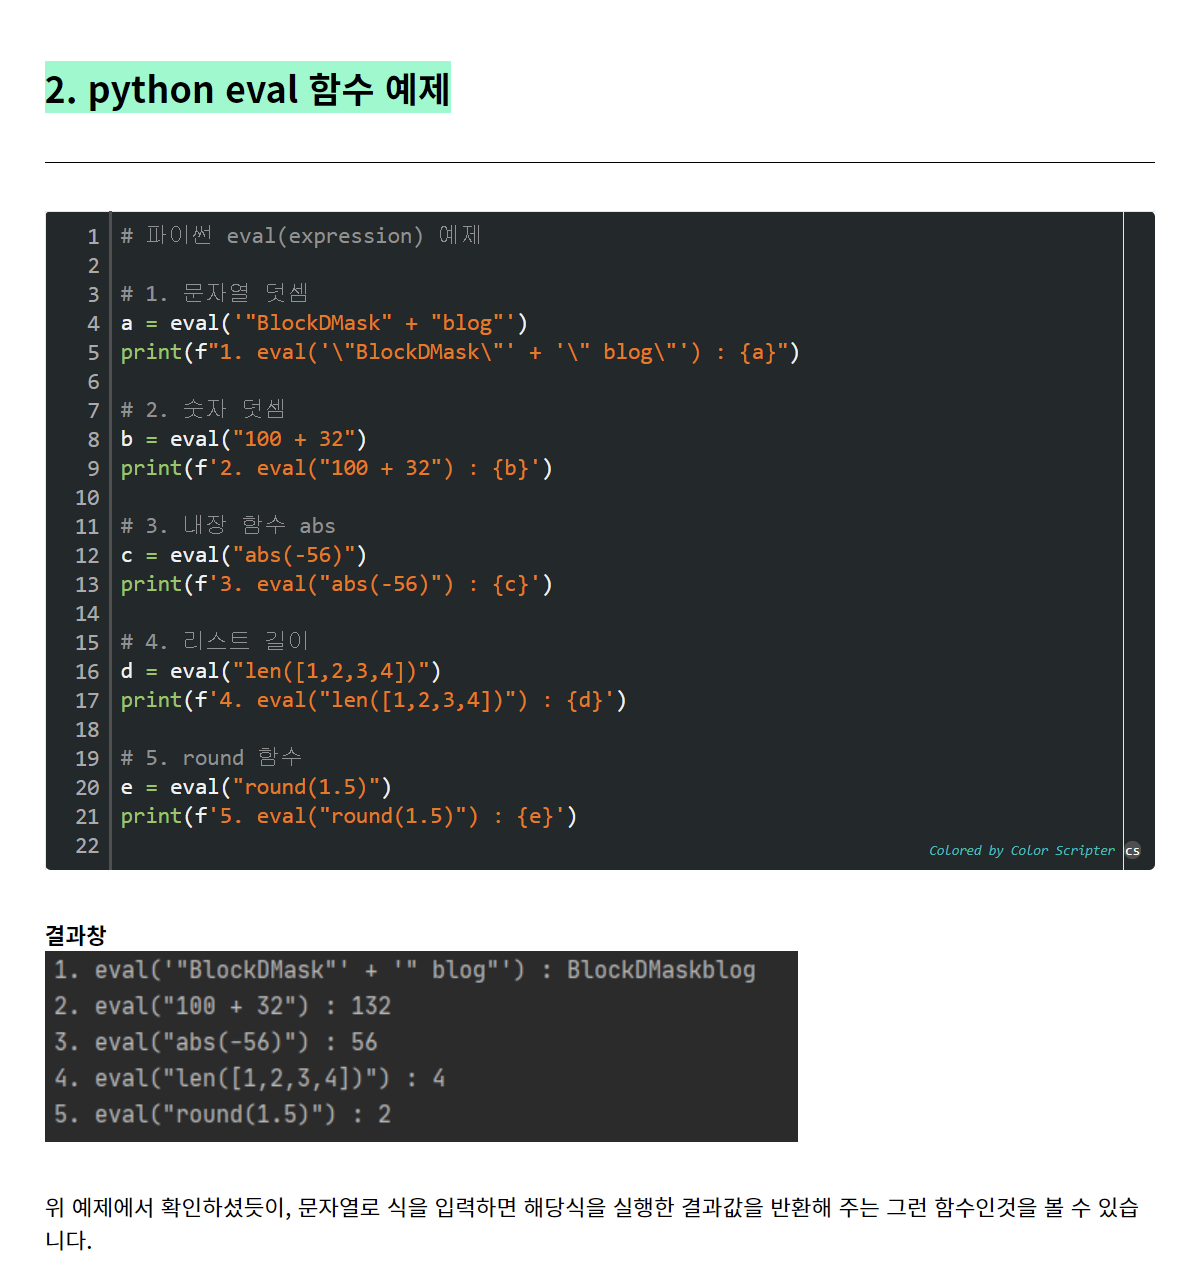 2. python eval 함수 예제
1 # 파이썬 eval(expression) 예제
2
3 # 1. 문자열 덧셈
4 a = eval('"BlockDMask" + "blog"')
5 print(f"1. eval('\"BlockDMask\"' + '\" blog\"') : {a}")
6
7 # 2. 숫자 덧셈
8 b = eval("100 + 32")
9 print(f'2. eval("100 + 32") : {b}')
10
11 # 3. 내장 함수 abs
12 c = eval("abs(-56)")
13 print(f'3. eval("abs(-56)") : {c}')
14
15 # 4. 리스트 길이
16 d = eval("len([1,2,3,4])")
17 print(f'4. eval("len([1,2,3,4])") : {d}')
18
19 # 5. round 함수
20 e = eval("round(1.5)")
21 print(f'5. eval("round(1.5)") : {e}')
22
Colored by Color Scripter cs
결과창
1. eval('"BlockDMask"' + '" blog"') : BlockDMaskblog
2. eval("100 + 32") : 132
3. eval("abs(-56)") : 56
4. eval("len([1,2,3,4])") : 4
5. eval("round(1.5)") : 2
위 예제에서 확인하셨듯이, 문자열로 식을 입력하면 해당식을 실행한 결과값을 반환해 주는 그런 함수인것을 볼 수 있습
니다.